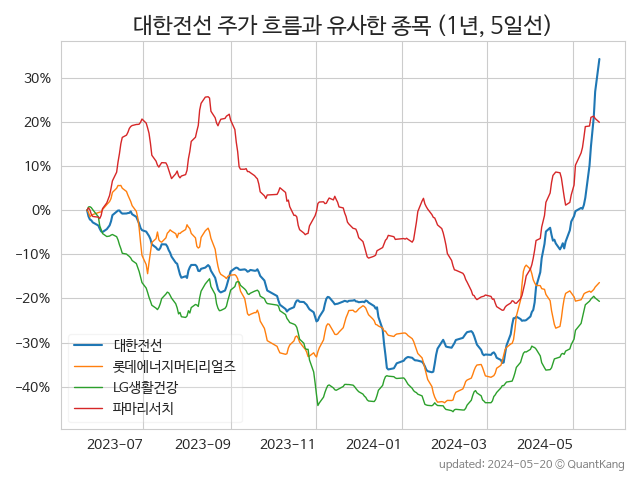 대한전선 주가 흐름과 유사한 종목 (1년, 5일선)
30%
20%
10%
0%
−10%
−20%
−30%
−40%
대한전선
롯데에너지머티리얼즈
LG생활건강
파마리서치
2023-07 2023-09 2023-11 2024-01 2024-03 2024-05
updated: 2024-05-20 © QuantKang